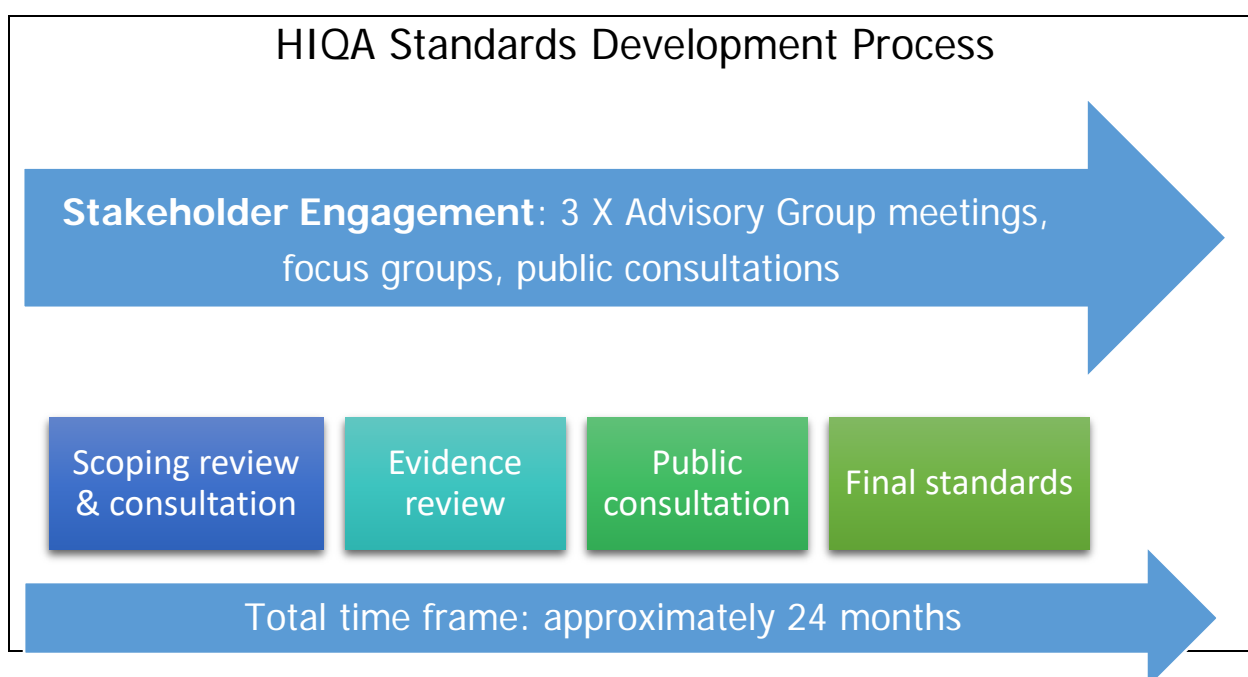 HIQA Standards Development Process
Stakeholder Engagement: 3 X Advisory Group meetings,
focus groups, public consultations
Scoping review
& consultation
Evidence
review
Public
consultation
Final standards
Total time frame: approximately 24 months